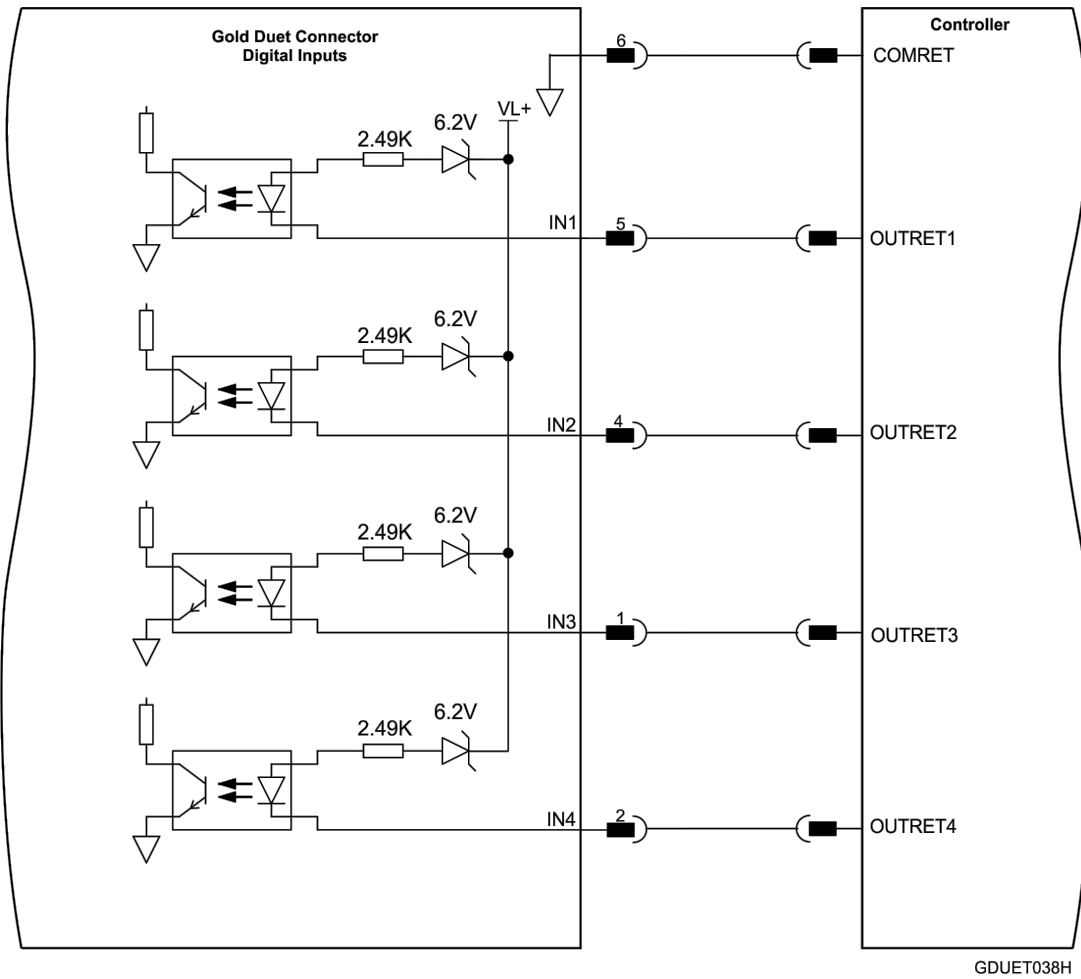 Gold Duet Connector
Digital Inputs
Controller
6
COMRET
VL+
6.2V
2.49K
IN1
5
OUTRET1
6.2V
2.49K
IN2
4
OUTRET2
6.2V
2.49K
IN3
1
OUTRET3
6.2V
2.49K
IN4
2
OUTRET4
GDUET038H